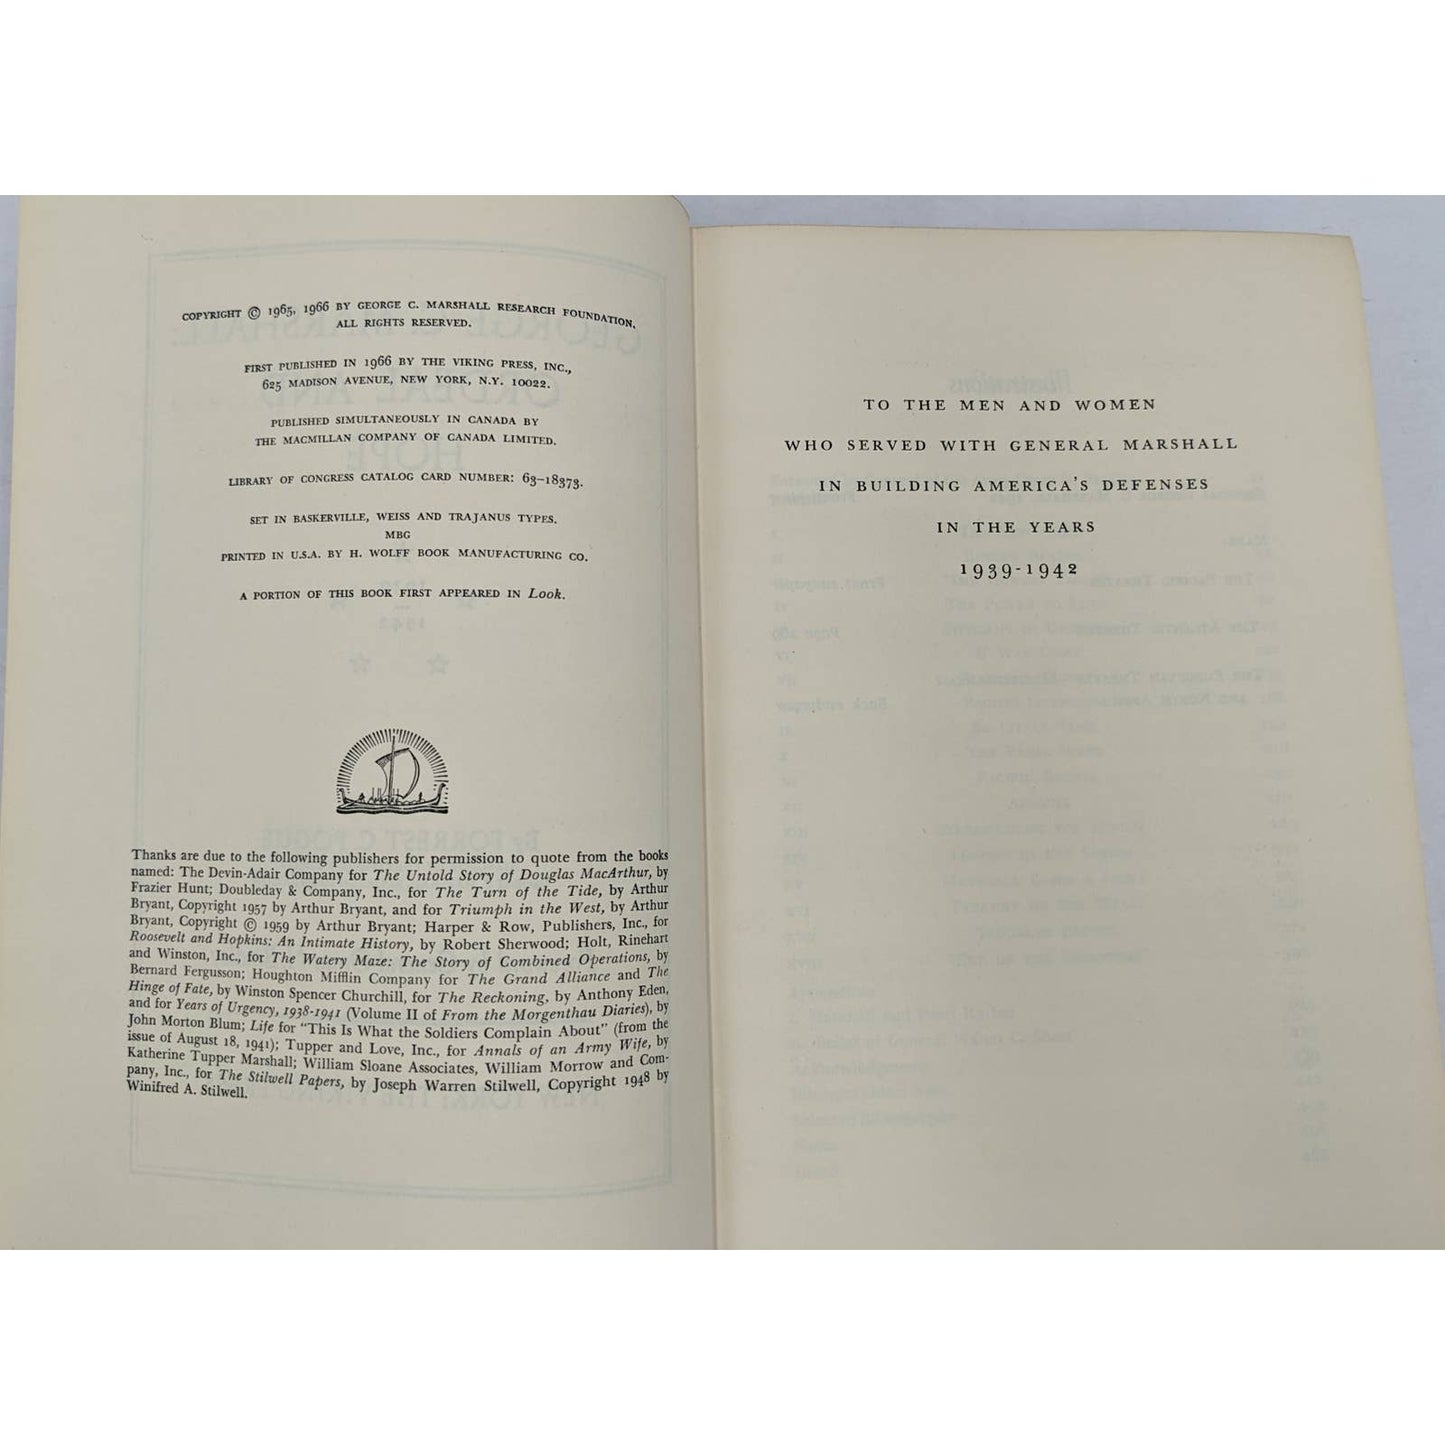 COPYRIGHT © 1965, 1966 BY GEORGE C. MARSHALL RESEARCH FOUNDATION.
ALL RIGHTS RESERVED.
FIRST PUBLISHED IN 1966 BY THE VIKING PRESS, INC.,
625 MADISON AVENUE, NEW YORK, N.Y. 10022.
PUBLISHED SIMULTANEOUSLY IN CANADA BY
THE MACMILLAN COMPANY OF CANADA LIMITED.
LIBRARY OF CONGRESS CATALOG CARD NUMBER: 63-18373.
SET IN BASKERVILLE, WEISS AND TRAJANUS TYPES.
MBG
PRINTED IN U.S.A. BY H. WOLFF BOOK MANUFACTURING CO.
A PORTION OF THIS BOOK FIRST APPEARED IN Look.
Thanks are due to the following publishers for permission to quote from the books
named: The Devin-Adair Company for The Untold Story of Douglas MacArthur, by
Frazier Hunt; Doubleday & Company, Inc., for The Turn of the Tide, by Arthur
Bryant, Copyright 1957 by Arthur Bryant, and for Triumph in the West, by Arthur
Bryant, Copyright © 1959 by Arthur Bryant; Harper & Row, Publishers, Inc., for
Roosevelt and Hopkins: An Intimate History, by Robert Sherwood; Holt, Rinehart
and Winston, Inc., for The Watery Maze: The Story of Combined Operations, by
Bernard Fergusson; Houghton Mifflin Company for The Grand Alliance and The
Hinge of Fate, by Winston Spencer Churchill, for The Reckoning, by Anthony Eden,
and for Years of Urgency, 1938-1941 (Volume II of From the Morgenthau Diaries), by
John Morton Blum; Life for "This Is What the Soldiers Complain About" (from the
issue of August 18, 1941); Tupper and Love, Inc., for Annals of an Army Wife, by
Katherine Tupper Marshall; William Sloane Associates, William Morrow and Com-
pany, Inc., for The Stilwell Papers, by Joseph Warren Stilwell, Copyright 1948 by
Winifred A. Stilwell.
TO THE MEN AND WOMEN
WHO SERVED WITH GENERAL MARSHALL
IN BUILDING AMERICA'S DEFENSES
IN THE YEARS
1939-1942